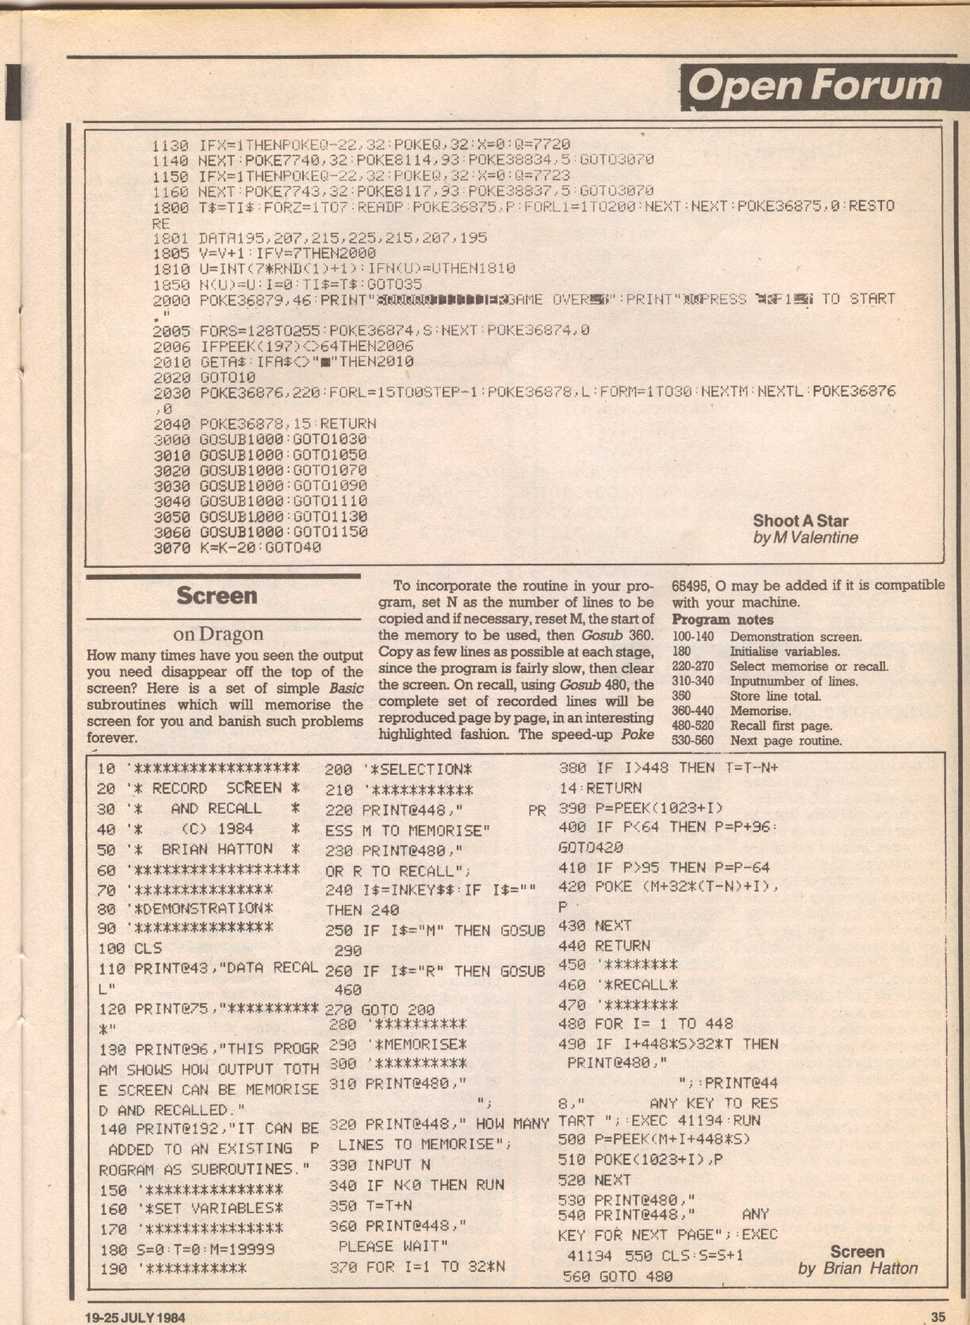 Open Forum
1130 IFX=1THENPOKEQ-22,32:POKEQ,32:X=0:Q=7720
1140 NEXT:POKE7740,32:POKE8114,93:POKE38834,5:GOTO3070
1150 IFX=1THENPOKEQ-22,32:POKEQ,32:X=0:Q=7723
1160 NEXT:POKE7743,32:POKE8117,93:POKE38837,5:GOTO3070
1800 T$=TI$:FORZ=1TO7:READP:POKE36875,P:FORL1=1TO200:NEXT:NEXT:POKE36875,0:RESTO
RE
1801 DATA195,207,215,225,215,207,195
1805 V=V+1:IFV=7THEN2000
1810 U=INT(7*RND(1)+1):IFN(U)=UTHEN1810
1850 N(U)=U:I=0:TI$=T$:GOTO35
2000 POKE36879,46:PRINT"GAME OVER":PRINT"PRESS F1 TO START
."
2005 FORS=128TO255:POKE36874,S:NEXT:POKE36874,0
2006 IFPEEK(197)<>64THEN2006
2010 GETA$:IFA$<>"■"THEN2010
2020 GOTO10
2030 POKE36876,220:FORL=15TO0STEP-1:POKE36878,L:FORM=1TO30:NEXTM:NEXTL:POKE36876
,0
2040 POKE36878,15:RETURN
3000 GOSUB1000:GOTO1030
3010 GOSUB1000:GOTO1050
3020 GOSUB1000:GOTO1070
3030 GOSUB1000:GOTO1090
3040 GOSUB1000:GOTO1110
3050 GOSUB1000:GOTO1130
3060 GOSUB1000:GOTO1150
3070 K=K-20:GOTO40
Shoot A Star
by M Valentine
Screen
on Dragon
How many times have you seen the output
you need disappear off the top of the
screen? Here is a set of simple Basic
subroutines which will memorise the
screen for you and banish such problems
forever.
To incorporate the routine in your pro-
gram, set N as the number of lines to be
copied and if necessary, reset M, the start of
the memory to be used, then Gosub 360.
Copy as few lines as possible at each stage,
since the program is fairly slow, then clear
the screen. On recall, using Gosub 480, the
complete set of recorded lines will be
reproduced page by page, in an interesting
highlighted fashion. The speed-up Poke
65495, O may be added if it is compatible
with your machine.
Program notes
100-140 Demonstration screen.
180 Initialise variables.
220-270 Select memorise or recall.
310-340 Inputnumber of lines.
350 Store line total.
360-440 Memorise.
480-520 Recall first page.
530-560 Next page routine.
10 '******************
20 '* RECORD SCREEN *
30 '* AND RECALL *
40 '* (C) 1984 *
50 '* BRIAN HATTON *
60 '******************
70 '***************
80 '*DEMONSTRATION*
90 '***************
100 CLS
110 PRINT@43,"DATA RECAL
L"
120 PRINT@75,"**********
*"
130 PRINT@96,"THIS PROGR
AM SHOWS HOW OUTPUT TOTH
E SCREEN CAN BE MEMORISE
D AND RECALLED."
140 PRINT@192,"IT CAN BE
ADDED TO AN EXISTING P
ROGRAM AS SUBROUTINES."
150 '***************
160 '*SET VARIABLES*
170 '***************
180 S=0:T=0:M=19999
190 '***********
200 '*SELECTION*
210 '***********
220 PRINT@448," PR
ESS M TO MEMORISE"
230 PRINT@480,"
OR R TO RECALL";
240 I$=INKEY$$:IF I$=""
THEN 240
250 IF I$="M" THEN GOSUB
290
260 IF I$="R" THEN GOSUB
460
270 GOTO 200
280 '**********
290 '*MEMORISE*
300 '**********
310 PRINT@480,"
";
320 PRINT@448," HOW MANY
LINES TO MEMORISE";
330 INPUT N
340 IF N<0 THEN RUN
350 T=T+N
360 PRINT@448,"
PLEASE WAIT"
370 FOR I=1 TO 32*N
380 IF I>448 THEN T=T-N+
14:RETURN
390 P=PEEK(1023+I)
400 IF P<64 THEN P=P+96:
GOTO420
410 IF P>95 THEN P=P-64
420 POKE (M+32*(T-N)+I),
P
430 NEXT
440 RETURN
450 '********
460 '*RECALL*
470 '********
480 FOR I= 1 TO 448
490 IF I+448*S>32*T THEN
PRINT@480,"
";:PRINT@44
8," ANY KEY TO RES
TART ";:EXEC 41194:RUN
500 P=PEEK(M+I+448*S)
510 POKE(1023+I),P
520 NEXT
530 PRINT@480,"
540 PRINT@448," ANY
KEY FOR NEXT PAGE";:EXEC
41194 550 CLS:S=S+1
560 GOTO 480
Screen
by Brian Hatton
19-25 JULY 1984
35